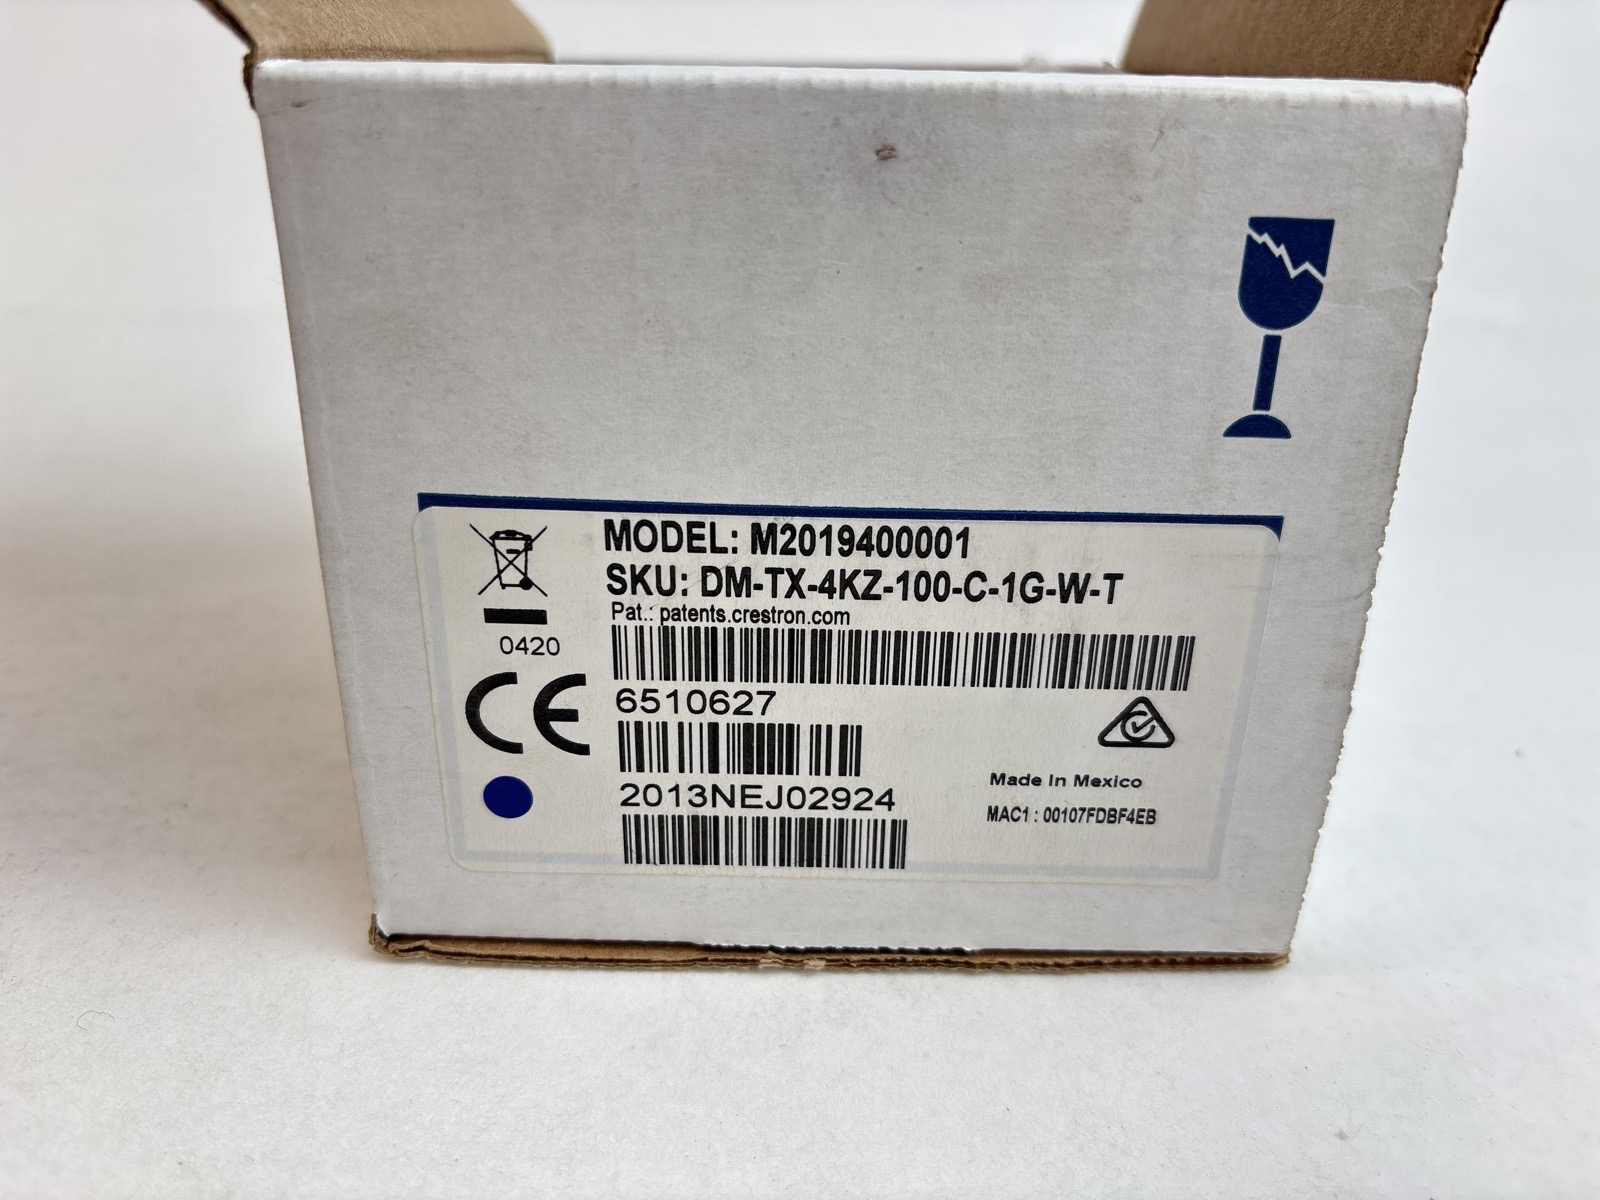 MODEL: M2019400001
SKU: DM-TX-4KZ-100-C-1G-W-T
Pat.: patents.crestron.com
0420
6510627
CE
2013NEJ02924
Made In Mexico
MAC1 : 00107FDBF4EB